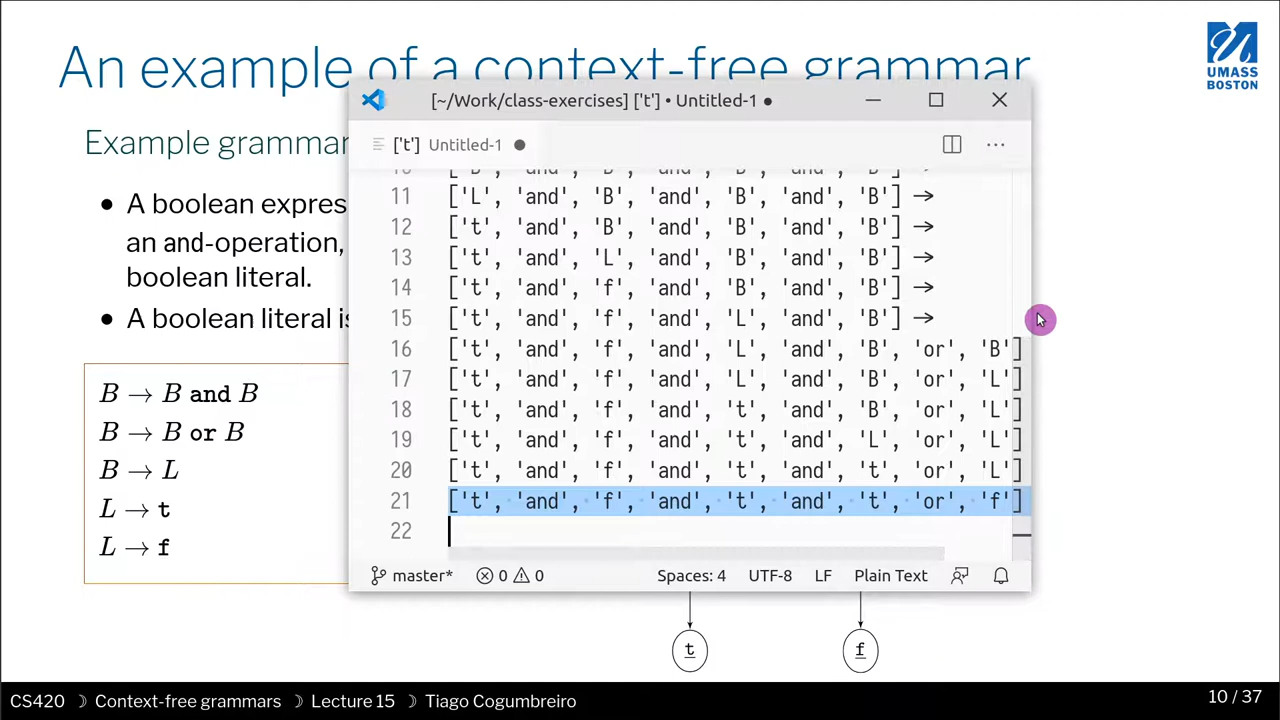 An example of a context-free grammar
UMASS
BOSTON
Example grammar
A boolean expres
an and-operation,
boolean literal.
A boolean literal is
B → B and B
B → B or B
B → L
L → t
L → f
[~/Work/class-exercises] ['t'] • Untitled-1 ●
['t'] Untitled-1 ●
10 ['B', 'and', 'B', 'and', 'B', 'and', 'B'] →
11 ['L', 'and', 'B', 'and', 'B', 'and', 'B'] →
12 ['t', 'and', 'B', 'and', 'B', 'and', 'B'] →
13 ['t', 'and', 'L', 'and', 'B', 'and', 'B'] →
14 ['t', 'and', 'f', 'and', 'B', 'and', 'B'] →
15 ['t', 'and', 'f', 'and', 'L', 'and', 'B'] →
16 ['t', 'and', 'f', 'and', 'L', 'and', 'B', 'or', 'B']
17 ['t', 'and', 'f', 'and', 'L', 'and', 'B', 'or', 'L']
18 ['t', 'and', 'f', 'and', 't', 'and', 'B', 'or', 'L']
19 ['t', 'and', 'f', 'and', 't', 'and', 'L', 'or', 'L']
20 ['t', 'and', 'f', 'and', 't', 'and', 't', 'or', 'L']
21 ['t', 'and', 'f', 'and', 't', 'and', 't', 'or', 'f']
22
master* 0 0 Spaces: 4 UTF-8 LF Plain Text
t f
CS420 ☽ Context-free grammars ☽ Lecture 15 ☽ Tiago Cogumbreiro 10 / 37